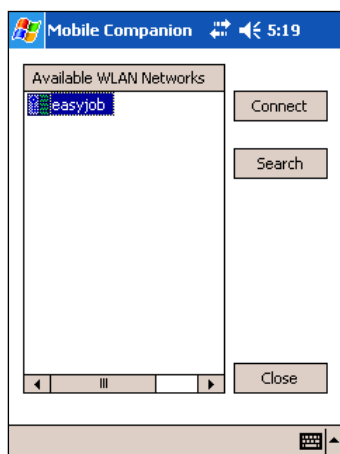 Mobile Companion 5:19
Available WLAN Networks
easyjob
Connect
Search
Close